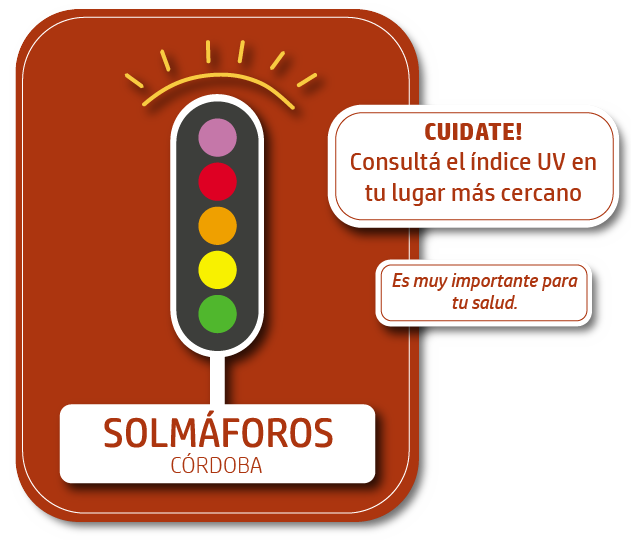 CUIDATE!
Consultá el índice UV en
tu lugar más cercano
Es muy importante para
tu salud.
SOLMÁFOROS
CÓRDOBA